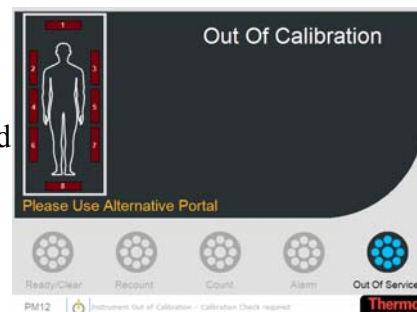 Out Of Calibration
1
2 3
4 5
6 7
8
d
Please Use Alternative Portal
Ready/Clear Recount Count Alarm Out Of Service
PM12 Instrument Out of Calibration - Calibration Check required Thermo